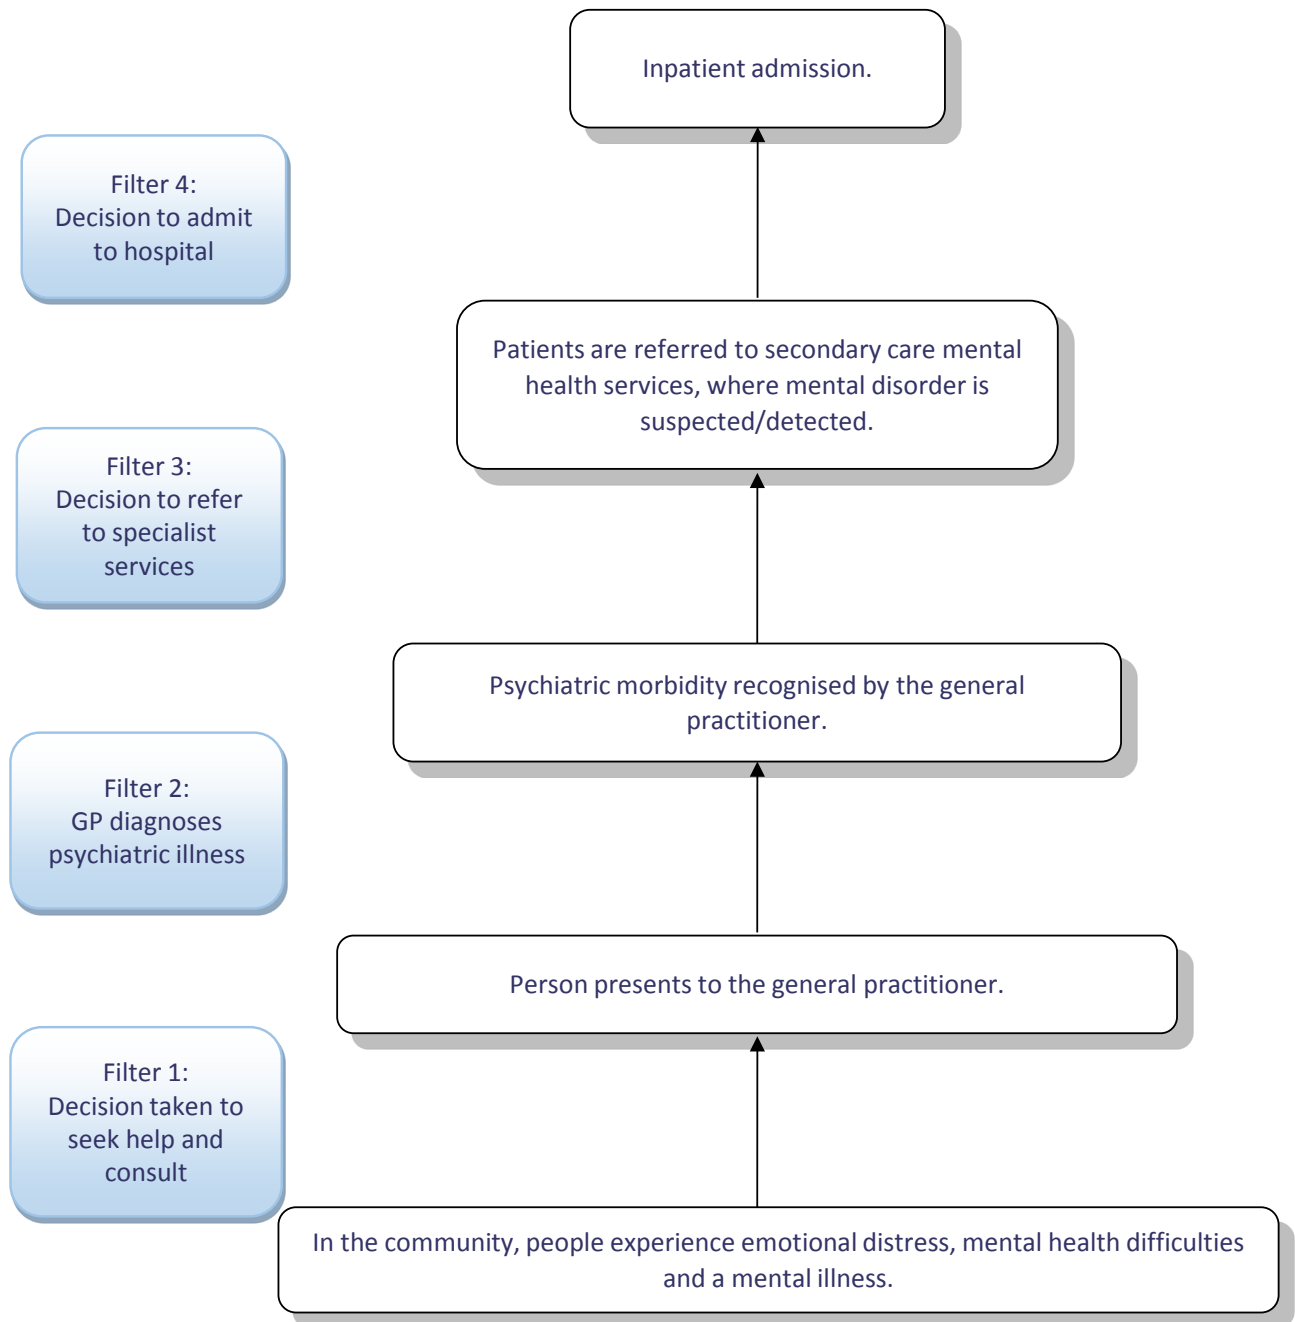 Inpatient admission.
Filter 4:
Decision to admit
to hospital
Patients are referred to secondary care mental
health services, where mental disorder is
suspected/detected.
Filter 3:
Decision to refer
to specialist
services
Psychiatric morbidity recognised by the general
practitioner.
Filter 2:
GP diagnoses
psychiatric illness
Person presents to the general practitioner.
Filter 1:
Decision taken to
seek help and
consult
In the community, people experience emotional distress, mental health difficulties
and a mental illness.